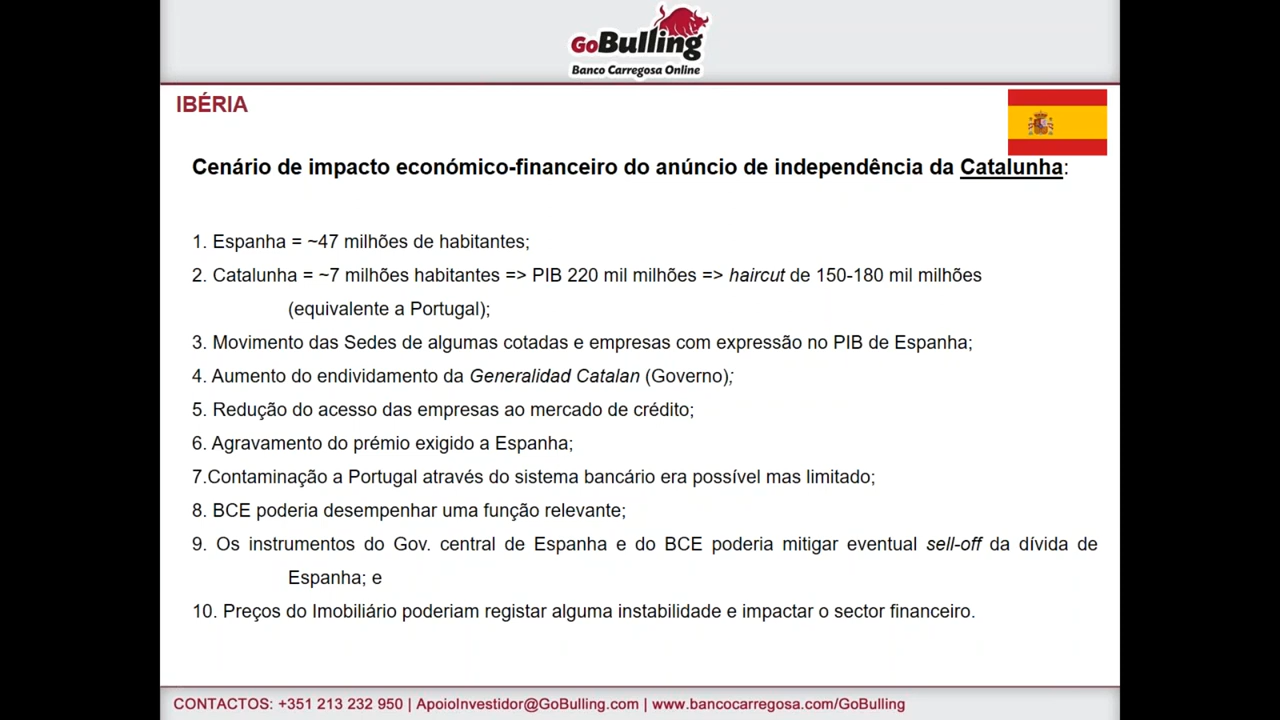 GoBulling
Banco Carregosa Online
IBÉRIA
Cenário de impacto económico-financeiro do anúncio de independência da Catalunha:
1. Espanha = ~47 milhões de habitantes;
2. Catalunha = ~7 milhões habitantes => PIB 220 mil milhões => haircut de 150-180 mil milhões
(equivalente a Portugal);
3. Movimento das Sedes de algumas cotadas e empresas com expressão no PIB de Espanha;
4. Aumento do endividamento da Generalidad Catalan (Governo);
5. Redução do acesso das empresas ao mercado de crédito;
6. Agravamento do prémio exigido a Espanha;
7.Contaminação a Portugal através do sistema bancário era possível mas limitado;
8. BCE poderia desempenhar uma função relevante;
9. Os instrumentos do Gov. central de Espanha e do BCE poderia mitigar eventual sell-off da dívida de
Espanha; e
10. Preços do Imobiliário poderiam registar alguma instabilidade e impactar o sector financeiro.
CONTACTOS: +351 213 232 950 | ApoioInvestidor@GoBulling.com | www.bancocarregosa.com/GoBulling